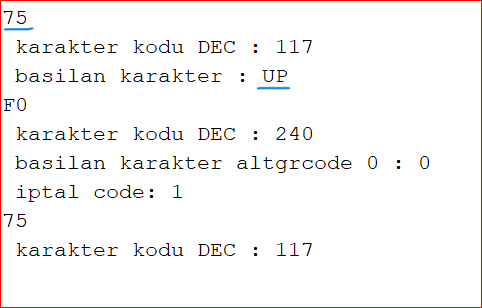 75
karakter kodu DEC : 117
basilan karakter : UP
F0
karakter kodu DEC : 240
basilan karakter altgrcode 0 : 0
iptal code: 1
75
karakter kodu DEC : 117